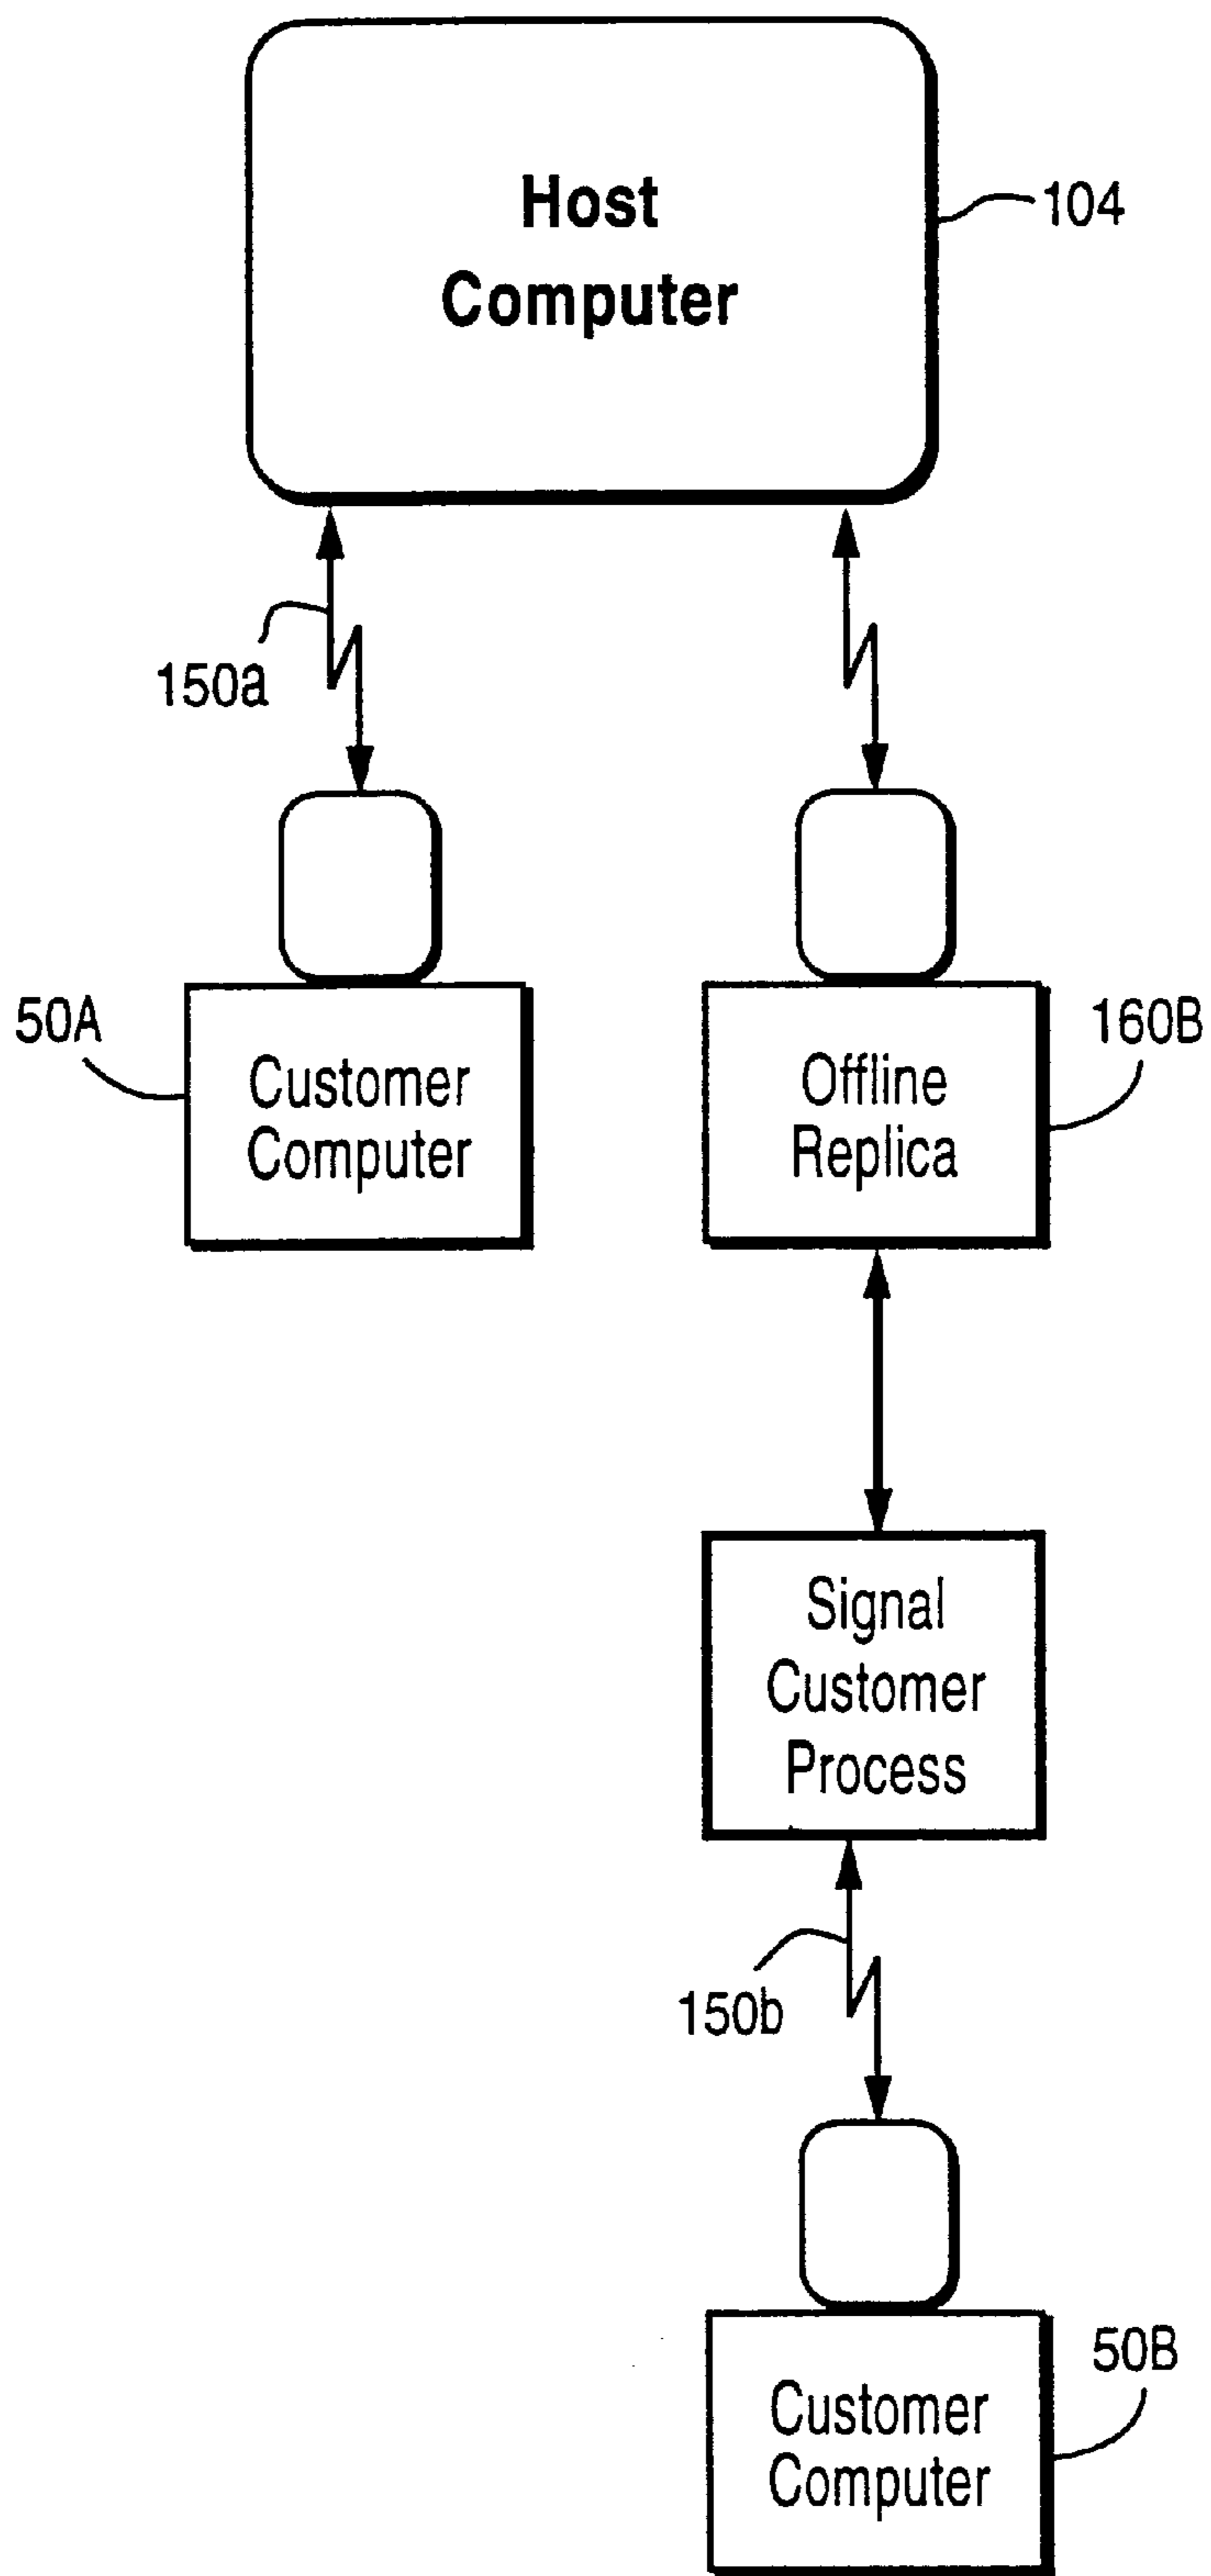 Host
Computer
104
150a
50A
Customer
Computer
Offline
Replica
160B
Signal
Customer
Process
150b
50B
Customer
Computer